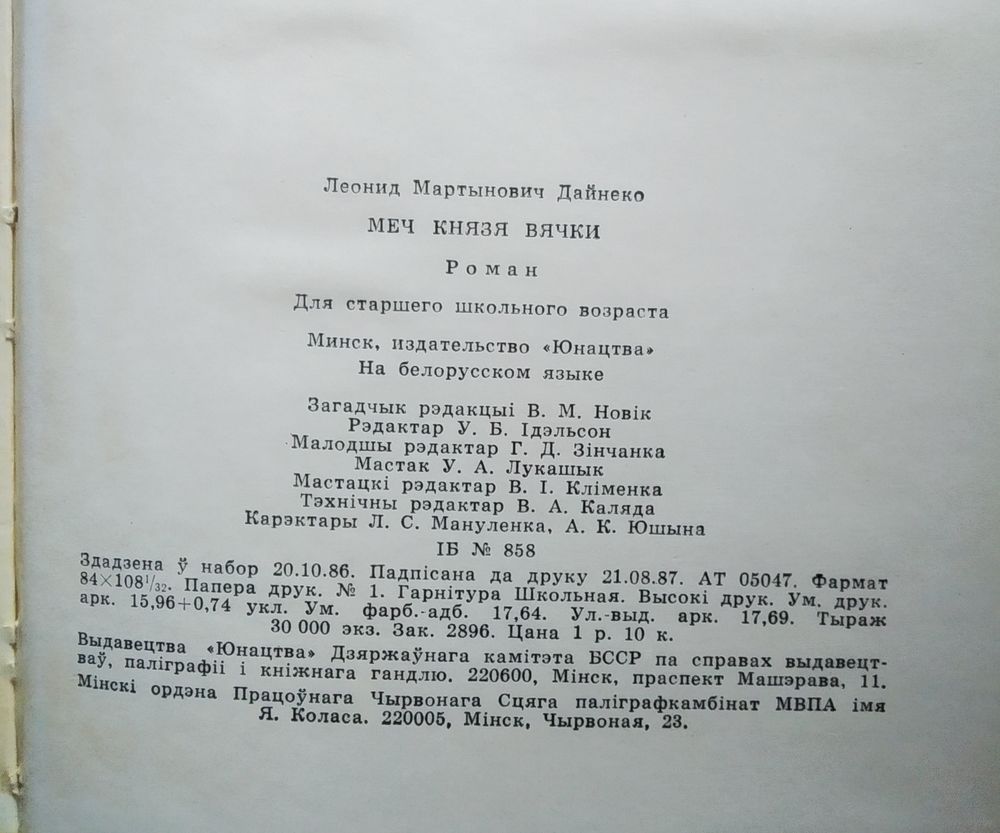 Леонид Мартынович Дайнеко
МЕЧ КНЯЗЯ ВЯЧКИ
Роман
Для старшего школьного возраста
Минск, издательство «Юнацтва»
На белорусском языке
Загадчык рэдакцыі В. М. Новік
Рэдактар У. Б. Ідэльсон
Малодшы рэдактар Г. Д. Зінчанка
Мастак У. А. Лукашык
Мастацкі рэдактар В. І. Кліменка
Тэхнічны рэдактар В. А. Каляда
Карэктары Л. С. Мануленка, А. К. Юшына
ІБ № 858
Здадзена ў набор 20.10.86. Падпісана да друку 21.08.87. АТ 05047. Фармат
84×108¹/₃₂. Папера друк. № 1. Гарнітура Школьная. Высокі друк. Ум. друк.
арк. 15,96+0,74 укл. Ум. фарб.-адб. 17,64. Ул.-выд. арк. 17,69. Тыраж
30 000 экз. Зак. 2896. Цана 1 р. 10 к.
Выдавецтва «Юнацтва» Дзяржаўнага камітэта БССР па справах выдавецт-
ваў, паліграфіі і кніжнага гандлю. 220600, Мінск, праспект Машэрава, 11.
Мінскі ордэна Працоўнага Чырвонага Сцяга паліграфкамбінат МВПА імя
Я. Коласа. 220005, Мінск, Чырвоная, 23.